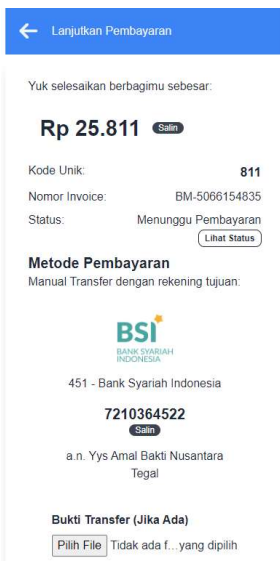 Lanjutkan Pembayaran
Yuk selesaikan berbagimu sebesar:
Rp 25.811 Salin
Kode Unik: 811
Nomor Invoice: BM-5066154835
Status: Menunggu Pembayaran
Lihat Status
Metode Pembayaran
Manual Transfer dengan rekening tujuan:
BSI
BANK SYARIAH
INDONESIA
451 - Bank Syariah Indonesia
7210364522
Salin
a.n. Yys Amal Bakti Nusantara
Tegal
Bukti Transfer (Jika Ada)
Pilih File Tidak ada f...yang dipilih